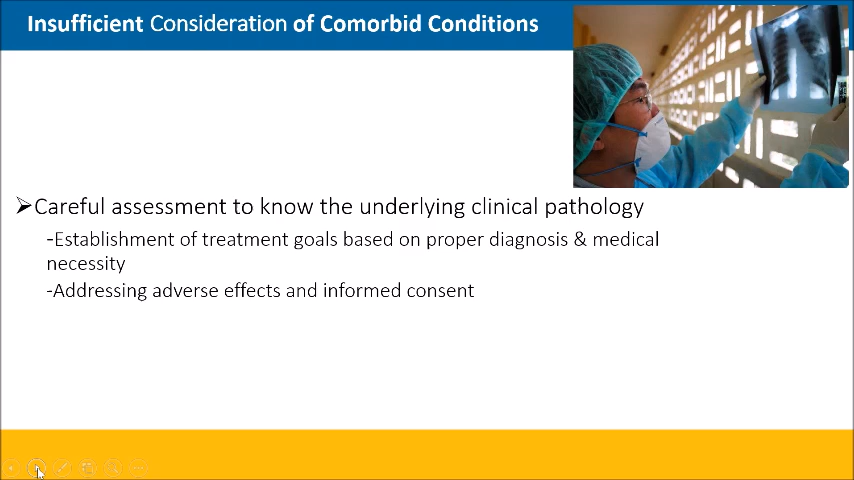 Insufficient Consideration of Comorbid Conditions
➢Careful assessment to know the underlying clinical pathology
-Establishment of treatment goals based on proper diagnosis & medical
necessity
-Addressing adverse effects and informed consent